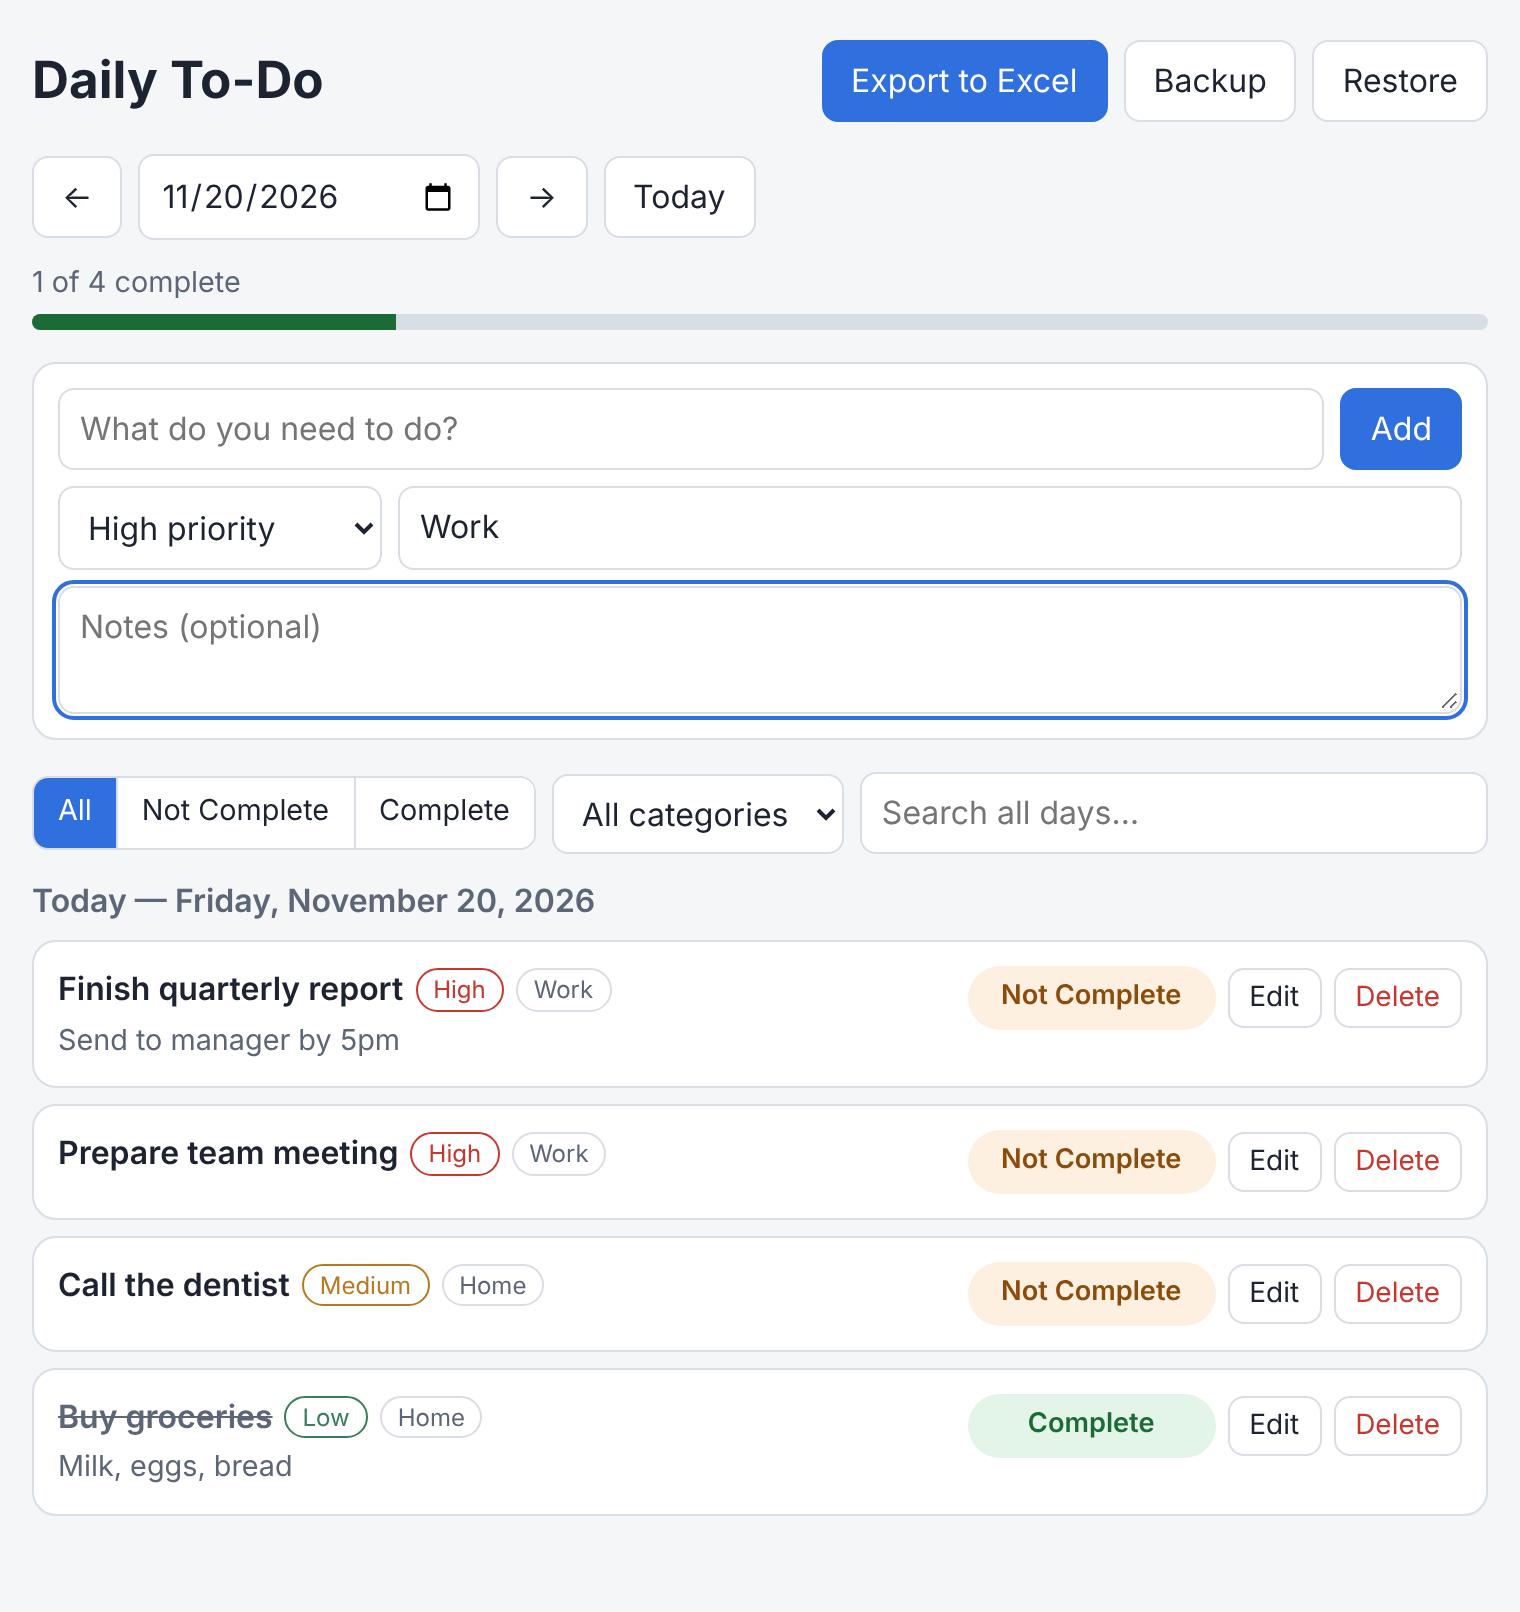 Daily To-Do
Export to Excel
Backup
Restore
←
11/20/2026
→
Today
1 of 4 complete
What do you need to do?
Add
High priority
Work
Notes (optional)
All
Not Complete
Complete
All categories
Search all days...
Today — Friday, November 20, 2026
Finish quarterly report High Work
Not Complete Edit Delete
Send to manager by 5pm
Prepare team meeting High Work
Not Complete Edit Delete
Call the dentist Medium Home
Not Complete Edit Delete
Buy groceries Low Home
Complete Edit Delete
Milk, eggs, bread